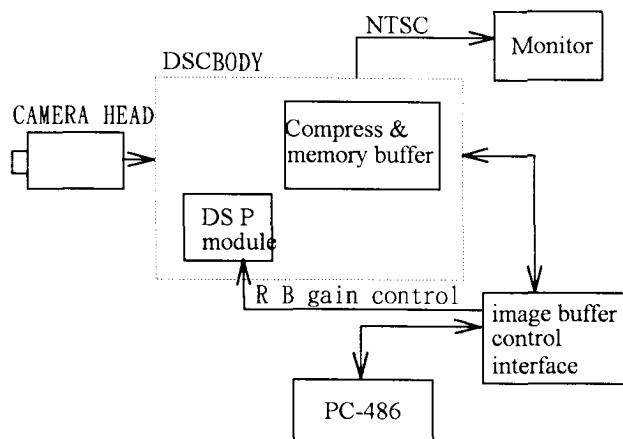 NTSC
Monitor
DSCBODY
CAMERA HEAD
Compress &
memory buffer
DS P
module
R B gain control
image buffer
control
interface
PC-486